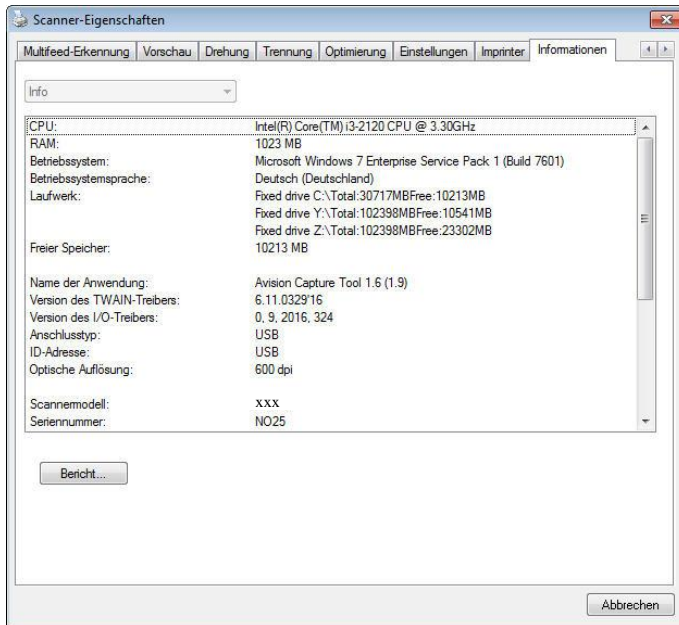 Scanner-Eigenschaften
Multifeed-Erkennung Vorschau Drehung Trennung Optimierung Einstellungen Imprinter Informationen
Info
CPU: Intel(R) Core(TM) i3-2120 CPU @ 3.30GHz
RAM: 1023 MB
Betriebssystem: Microsoft Windows 7 Enterprise Service Pack 1 (Build 7601)
Betriebssystemsprache: Deutsch (Deutschland)
Laufwerk: Fixed drive C:\Total:30717MBFree:10213MB
Fixed drive Y:\Total:102398MBFree:10541MB
Fixed drive Z:\Total:102398MBFree:23302MB
Freier Speicher: 10213 MB
Name der Anwendung: Avision Capture Tool 1.6 (1.9)
Version des TWAIN-Treibers: 6.11.0329'16
Version des I/O-Treibers: 0, 9, 2016, 324
Anschlusstyp: USB
ID-Adresse: USB
Optische Auflösung: 600 dpi
Scannermodell: xxx
Seriennummer: NO25
Bericht...
Abbrechen